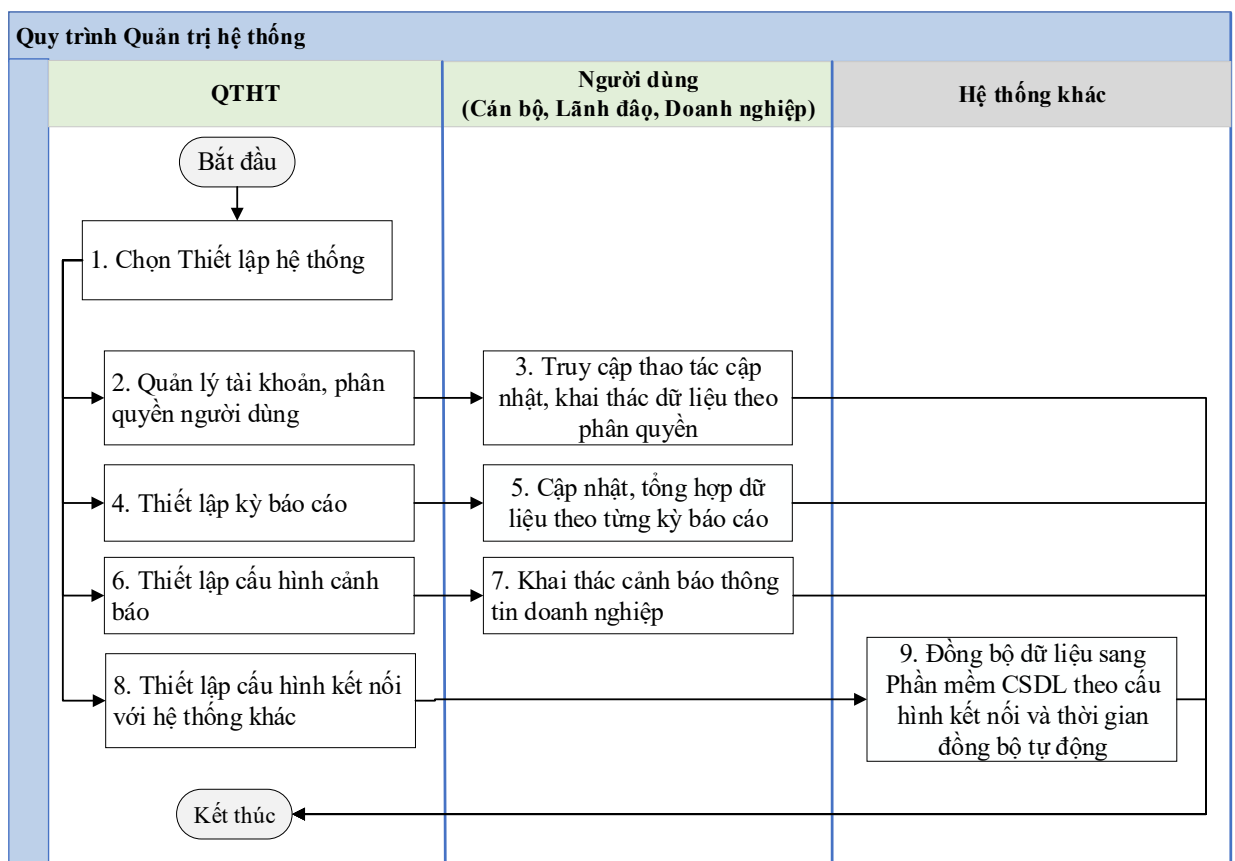 Quy trình Quản trị hệ thống
QTHT
Người dùng
(Cán bộ, Lãnh đâọ, Doanh nghiệp)
Hệ thống khác
Bắt đầu
1. Chọn Thiết lập hệ thống
2. Quản lý tài khoản, phân
quyền người dùng
3. Truy cập thao tác cập
nhật, khai thác dữ liệu theo
phân quyền
4. Thiết lập kỳ báo cáo
5. Cập nhật, tổng hợp dữ
liệu theo từng kỳ báo cáo
6. Thiết lập cấu hình cảnh
báo
7. Khai thác cảnh báo thông
tin doanh nghiệp
8. Thiết lập cấu hình kết nối
với hệ thống khác
9. Đồng bộ dữ liệu sang
Phần mềm CSDL theo cấu
hình kết nối và thời gian
đồng bộ tự động
Kết thúc